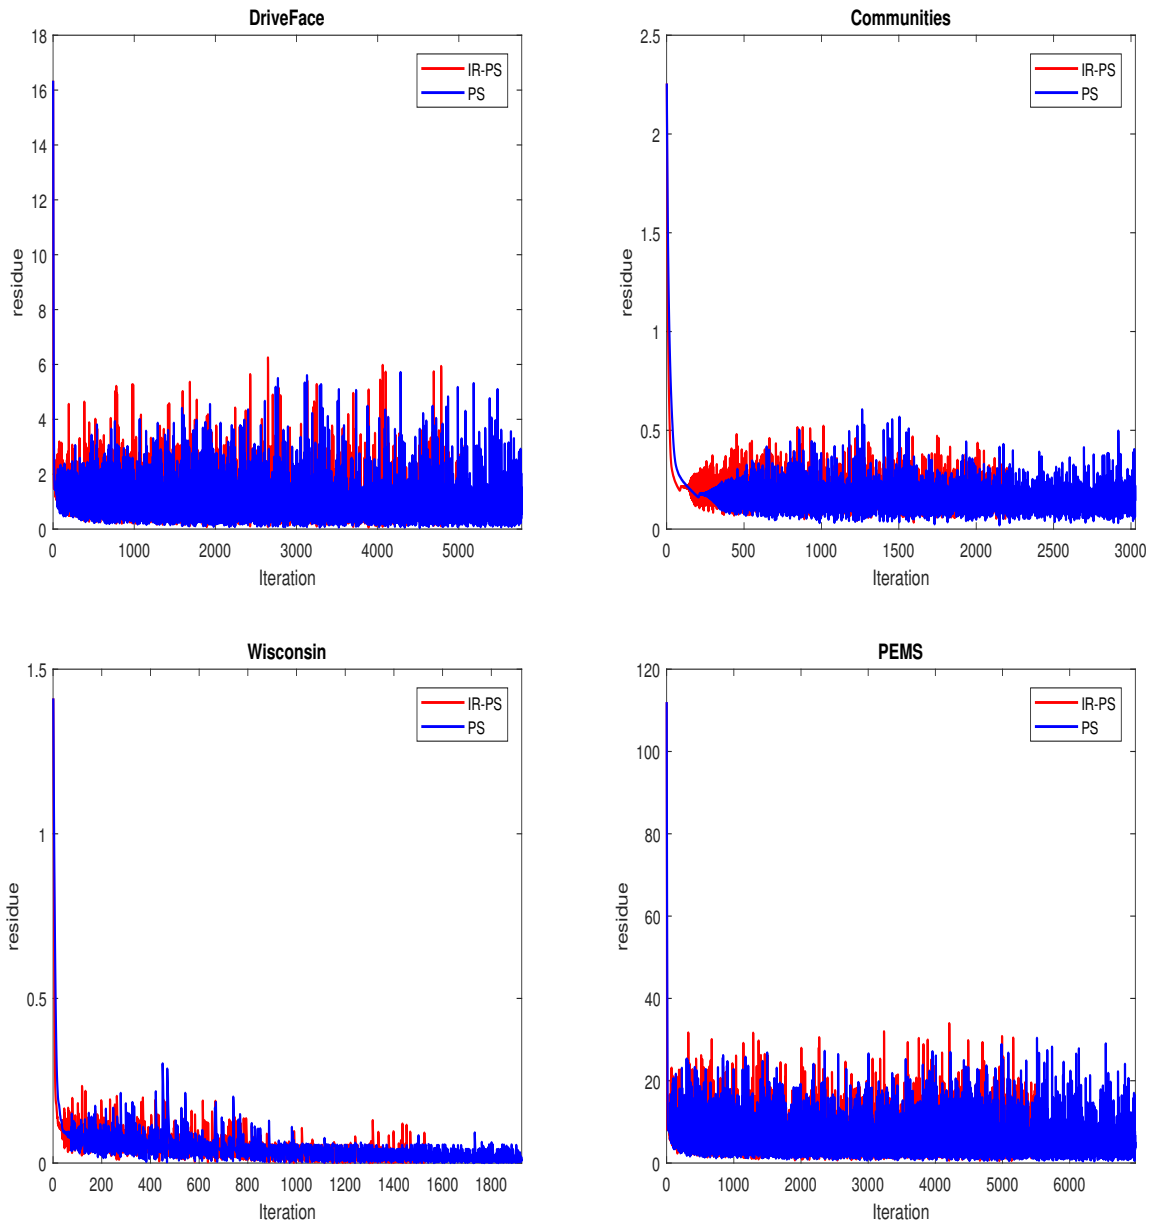 DriveFace
18
16
14
12
10
8
6
4
2
0
residue
IR-PS
PS
0 1000 2000 3000 4000 5000
Iteration
Communities
2.5
2
1.5
1
0.5
0
residue
IR-PS
PS
0 500 1000 1500 2000 2500 3000
Iteration
Wisconsin
1.5
1
0.5
0
residue
IR-PS
PS
0 200 400 600 800 1000 1200 1400 1600 1800
Iteration
PEMS
120
100
80
60
40
20
0
residue
IR-PS
PS
0 1000 2000 3000 4000 5000 6000
Iteration